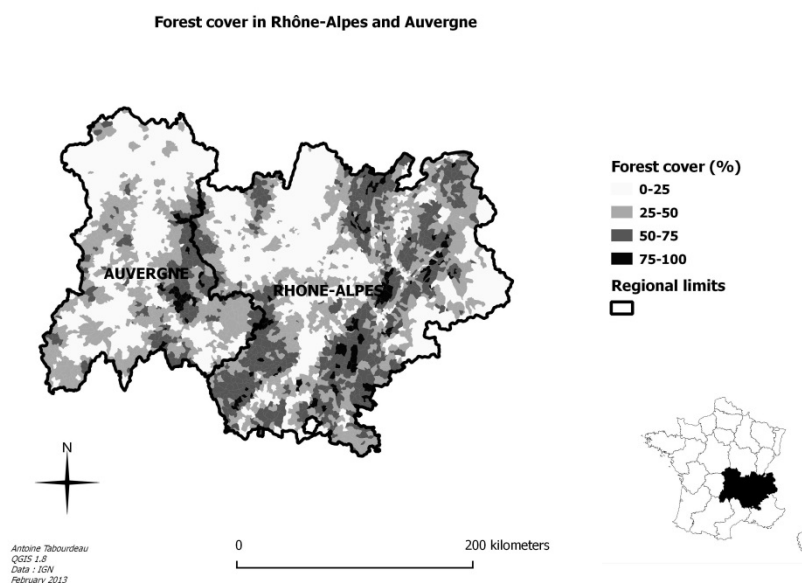 Forest cover in Rhône-Alpes and Auvergne
Forest cover (%)
0-25
25-50
50-75
75-100
Regional limits
AUVERGNE
RHONE-ALPES
N
0
200 kilometers
Antoine Tabourdeau
QGIS 1.8
Data : IGN
February 2013